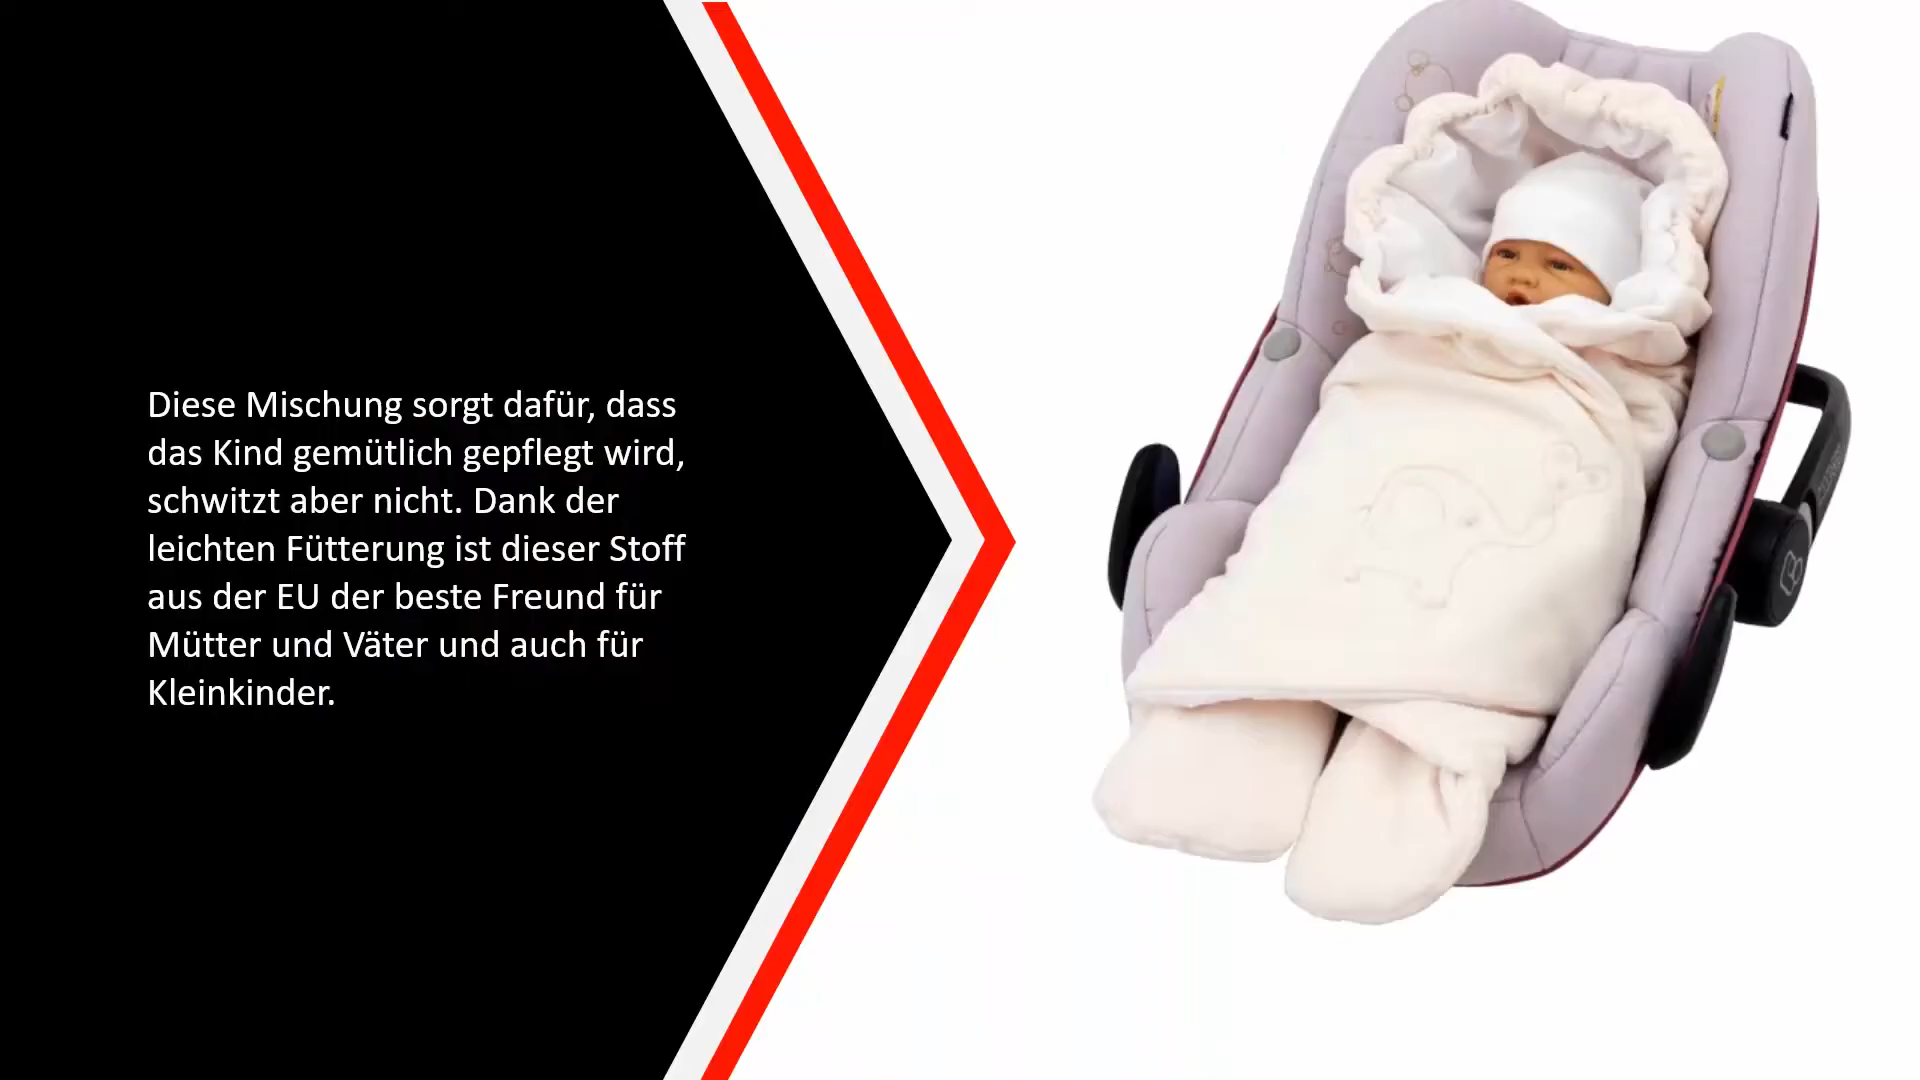 Diese Mischung sorgt dafür, dass
das Kind gemütlich gepflegt wird,
schwitzt aber nicht. Dank der
leichten Fütterung ist dieser Stoff
aus der EU der beste Freund für
Mütter und Väter und auch für
Kleinkinder.